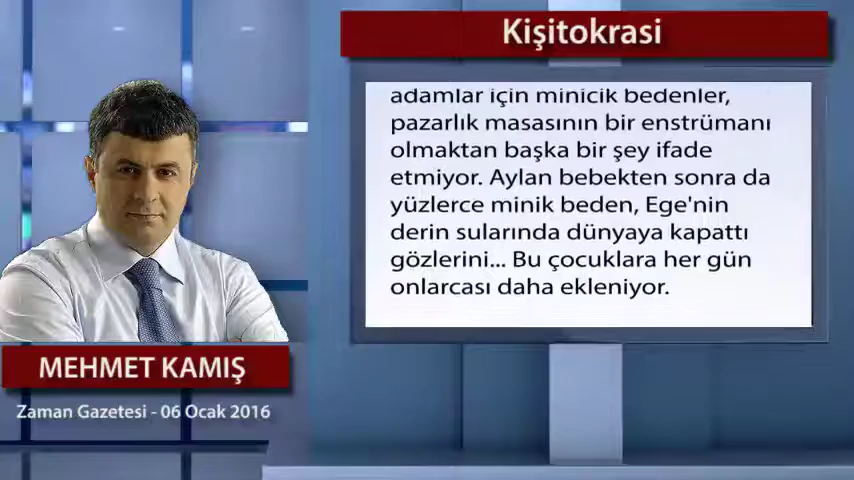 Kişitokrasi
adamlar için minicik bedenler,
pazarlık masasının bir enstrümanı
olmaktan başka bir şey ifade
etmiyor. Aylan bebekten sonra da
yüzlerce minik beden, Ege'nin
derin sularında dünyaya kapattı
gözlerini... Bu çocuklara her gün
onlarcası daha ekleniyor.
MEHMET KAMIŞ
Zaman Gazetesi - 06 Ocak 2016